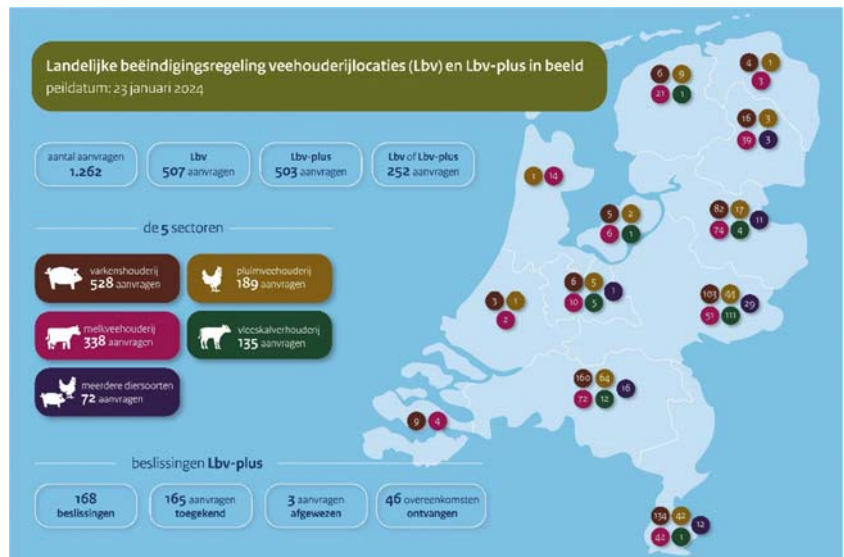 Landelijke beëindigingsregeling veehouderijlocaties (Lbv) en Lbv-plus in beeld
peildatum: 23 januari 2024
aantal aanvragen
1.262
Lbv
507 aanvragen
Lbv-plus
503 aanvragen
Lbv of Lbv-plus
252 aanvragen
de 5 sectoren
varkenshouderij
528 aanvragen
pluimveehouderij
189 aanvragen
melkveehouderij
338 aanvragen
vleeskalverhouderij
135 aanvragen
meerdere diersoorten
72 aanvragen
beslissingen Lbv-plus
168
beslissingen
165 aanvragen
toegekend
3 aanvragen
afgewezen
46 overeenkomsten
ontvangen
6 9
21 1
4 1
3
16 3
39 3
1 14
5 2
6 1
82 17
74 4 11
6 5
10 5 1
103 44
51 111 29
3 1
2
160 64
72 12 16
9 4
134 42
42 1 12